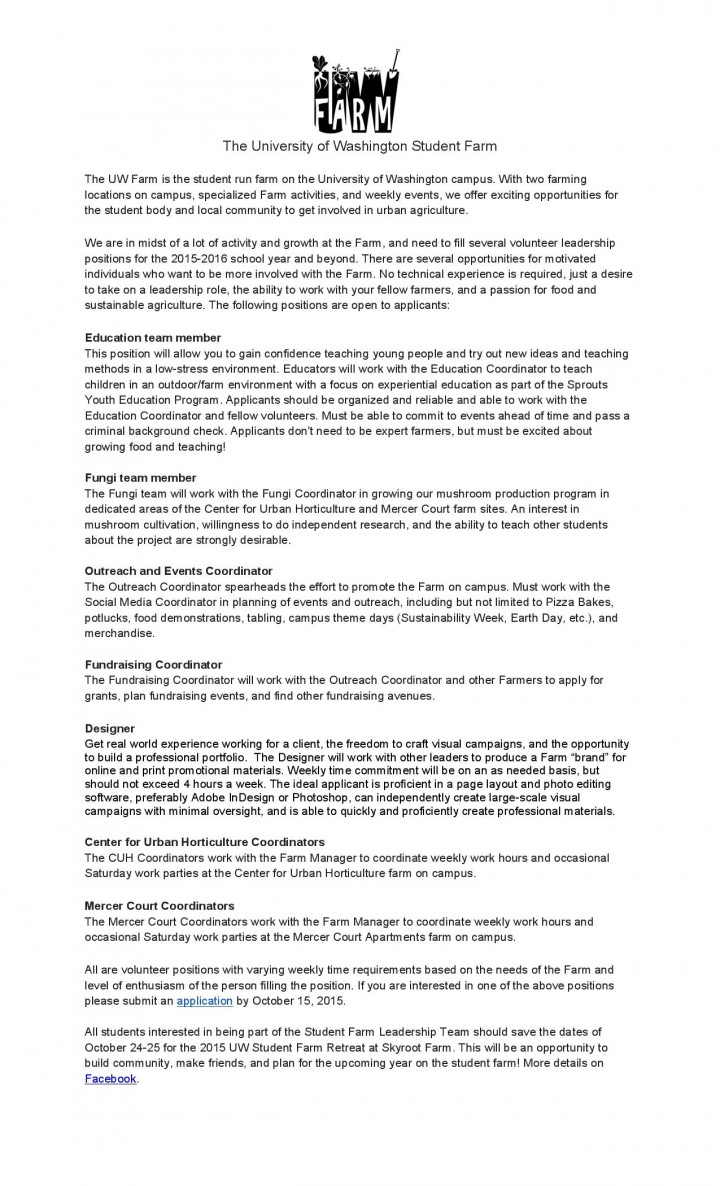 FARM
The University of Washington Student Farm
The UW Farm is the student run farm on the University of Washington campus. With two farming
locations on campus, specialized Farm activities, and weekly events, we offer exciting opportunities for
the student body and local community to get involved in urban agriculture.
We are in midst of a lot of activity and growth at the Farm, and need to fill several volunteer leadership
positions for the 2015-2016 school year and beyond. There are several opportunities for motivated
individuals who want to be more involved with the Farm. No technical experience is required, just a desire
to take on a leadership role, the ability to work with your fellow farmers, and a passion for food and
sustainable agriculture. The following positions are open to applicants:
Education team member
This position will allow you to gain confidence teaching young people and try out new ideas and teaching
methods in a low-stress environment. Educators will work with the Education Coordinator to teach
children in an outdoor/farm environment with a focus on experiential education as part of the Sprouts
Youth Education Program. Applicants should be organized and reliable and able to work with the
Education Coordinator and fellow volunteers. Must be able to commit to events ahead of time and pass a
criminal background check. Applicants don't need to be expert farmers, but must be excited about
growing food and teaching!
Fungi team member
The Fungi team will work with the Fungi Coordinator in growing our mushroom production program in
dedicated areas of the Center for Urban Horticulture and Mercer Court farm sites. An interest in
mushroom cultivation, willingness to do independent research, and the ability to teach other students
about the project are strongly desirable.
Outreach and Events Coordinator
The Outreach Coordinator spearheads the effort to promote the Farm on campus. Must work with the
Social Media Coordinator in planning of events and outreach, including but not limited to Pizza Bakes,
potlucks, food demonstrations, tabling, campus theme days (Sustainability Week, Earth Day, etc.), and
merchandise.
Fundraising Coordinator
The Fundraising Coordinator will work with the Outreach Coordinator and other Farmers to apply for
grants, plan fundraising events, and find other fundraising avenues.
Designer
Get real world experience working for a client, the freedom to craft visual campaigns, and the opportunity
to build a professional portfolio.  The Designer will work with other leaders to produce a Farm “brand” for
online and print promotional materials. Weekly time commitment will be on an as needed basis, but
should not exceed 4 hours a week. The ideal applicant is proficient in a page layout and photo editing
software, preferably Adobe InDesign or Photoshop, can independently create large-scale visual
campaigns with minimal oversight, and is able to quickly and proficiently create professional materials.
Center for Urban Horticulture Coordinators
The CUH Coordinators work with the Farm Manager to coordinate weekly work hours and occasional
Saturday work parties at the Center for Urban Horticulture farm on campus.
Mercer Court Coordinators
The Mercer Court Coordinators work with the Farm Manager to coordinate weekly work hours and
occasional Saturday work parties at the Mercer Court Apartments farm on campus.
All are volunteer positions with varying weekly time requirements based on the needs of the Farm and
level of enthusiasm of the person filling the position. If you are interested in one of the above positions
please submit an application by October 15, 2015.
All students interested in being part of the Student Farm Leadership Team should save the dates of
October 24-25 for the 2015 UW Student Farm Retreat at Skyroot Farm. This will be an opportunity to
build community, make friends, and plan for the upcoming year on the student farm! More details on
Facebook.